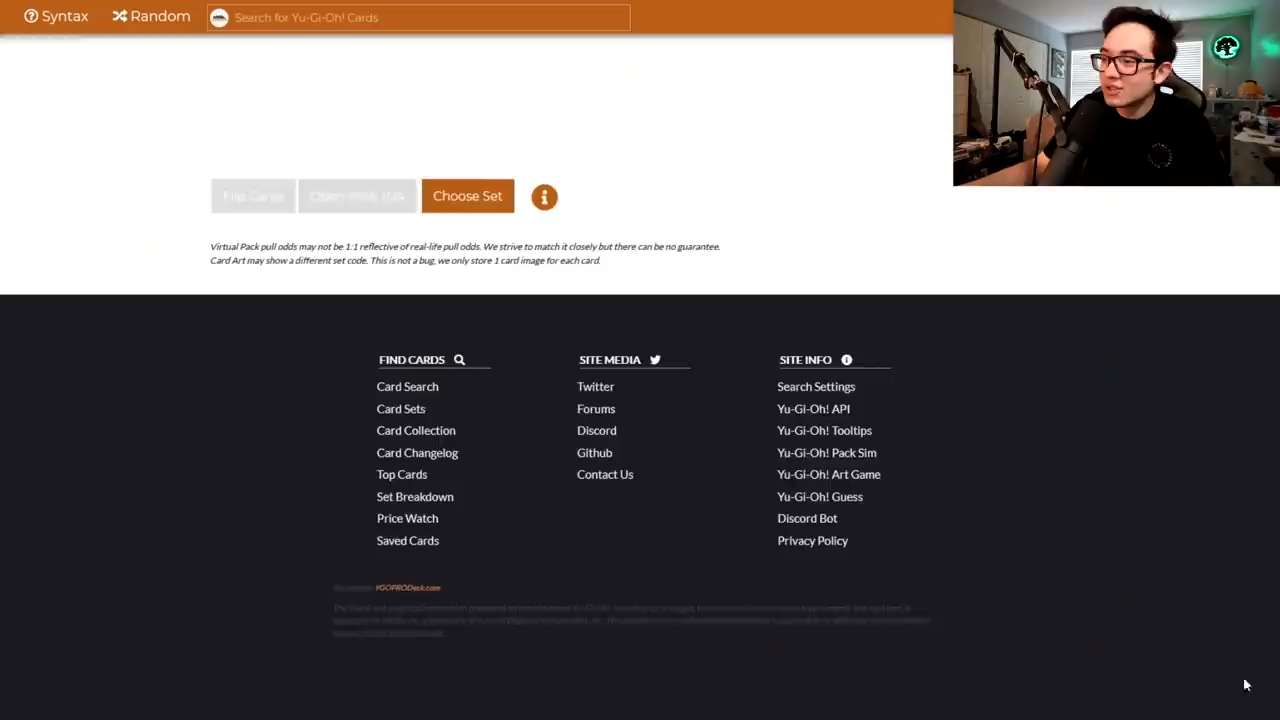 Syntax
Random
Search for Yu-Gi-Oh! Cards
Flip Cards
Choose Set
Virtual Pack pull odds may not be 1:1 reflective of real-life pull odds. We strive to match it closely but there can be no guarantee.
Card Art may show a different set code. This is not a bug, we only store 1 card image for each card.
FIND CARDS
Card Search
Card Sets
Card Collection
Card Changelog
Top Cards
Set Breakdown
Price Watch
Saved Cards
SITE MEDIA
Twitter
Forums
Discord
Github
Contact Us
SITE INFO
Search Settings
Yu-Gi-Oh! API
Yu-Gi-Oh! Tooltips
Yu-Gi-Oh! Pack Sim
Yu-Gi-Oh! Art Game
Yu-Gi-Oh! Guess
Discord Bot
Privacy Policy
YGOPRODeck.com